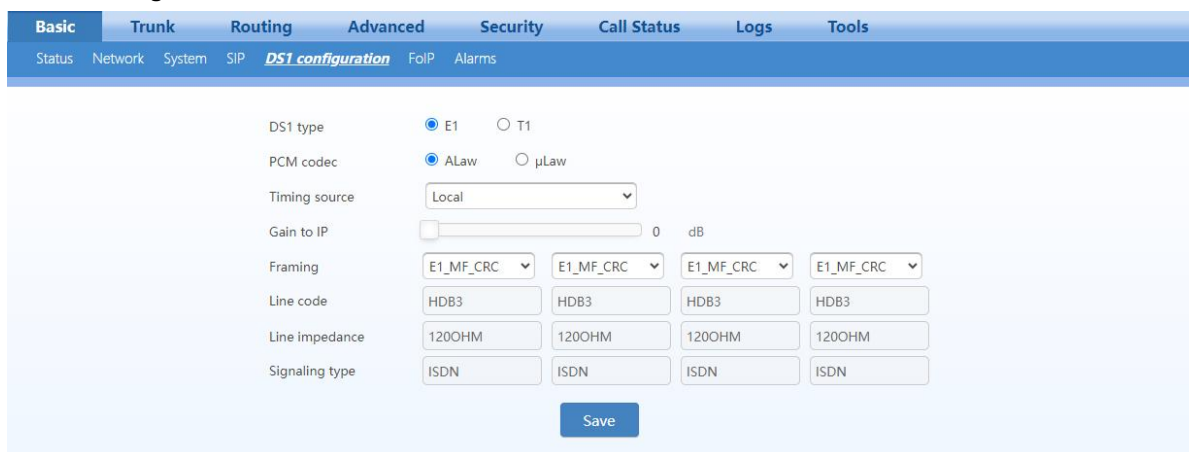 Basic Trunk Routing Advanced Security Call Status Logs Tools
Status Network System SIP DS1 configuration FoIP Alarms
DS1 type E1 T1
PCM codec ALaw µLaw
Timing source Local
Gain to IP 0 dB
Framing E1_MF_CRC E1_MF_CRC E1_MF_CRC E1_MF_CRC
Line code HDB3 HDB3 HDB3 HDB3
Line impedance 120OHM 120OHM 120OHM 120OHM
Signaling type ISDN ISDN ISDN ISDN
Save